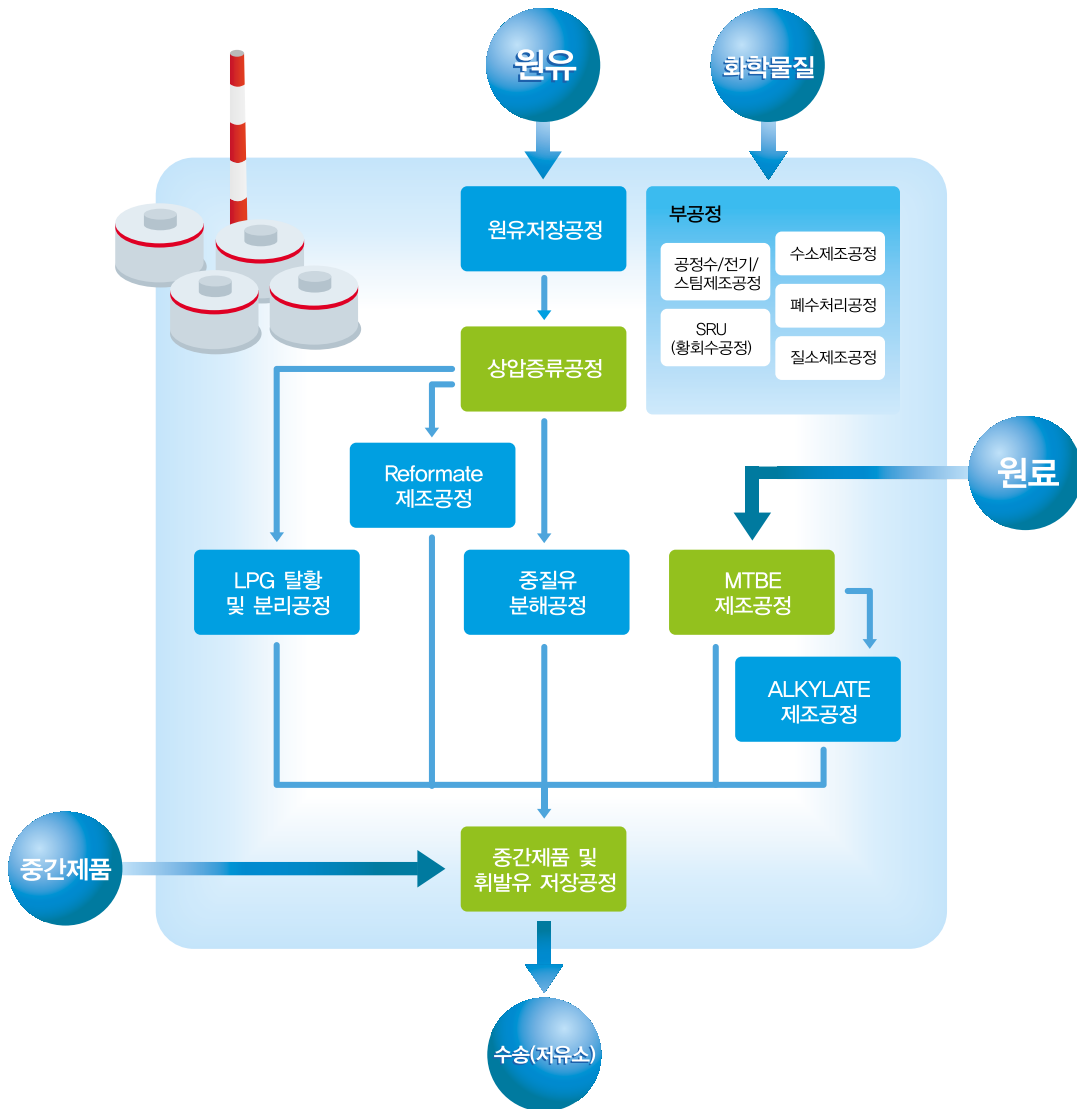 원유
화학물질
원유저장공정
부공정
공정수/전기/
스팀제조공정
SRU
(황회수공정)
수소제조공정
폐수처리공정
질소제조공정
상압증류공정
Reformate
제조공정
원료
LPG 탈황
및 분리공정
중질유
분해공정
MTBE
제조공정
ALKYLATE
제조공정
중간제품
중간제품 및
휘발유 저장공정
수송(저유소)